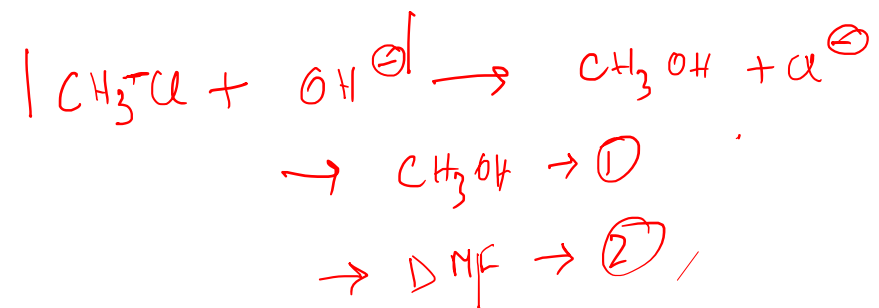 | CH₃-Cl + OH⊖| → CH₃OH + Cl⊖
→ CH₃OH → ①
→ DMF → ②